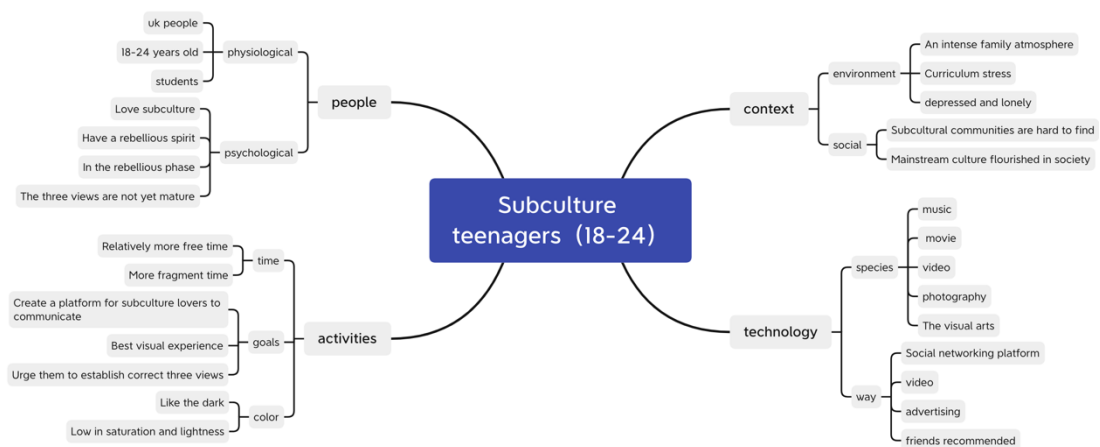 Subculture
teenagers（18-24）
people
physiological
uk people
18-24 years old
students
psychological
Love subculture
Have a rebellious spirit
In the rebellious phase
The three views are not yet mature
activities
time
Relatively more free time
More fragment time
goals
Create a platform for subculture lovers to
communicate
Best visual experience
Urge them to establish correct three views
color
Like the dark
Low in saturation and lightness
context
environment
An intense family atmosphere
Curriculum stress
depressed and lonely
social
Subcultural communities are hard to find
Mainstream culture flourished in society
technology
species
music
movie
video
photography
The visual arts
way
Social networking platform
video
advertising
friends recommended